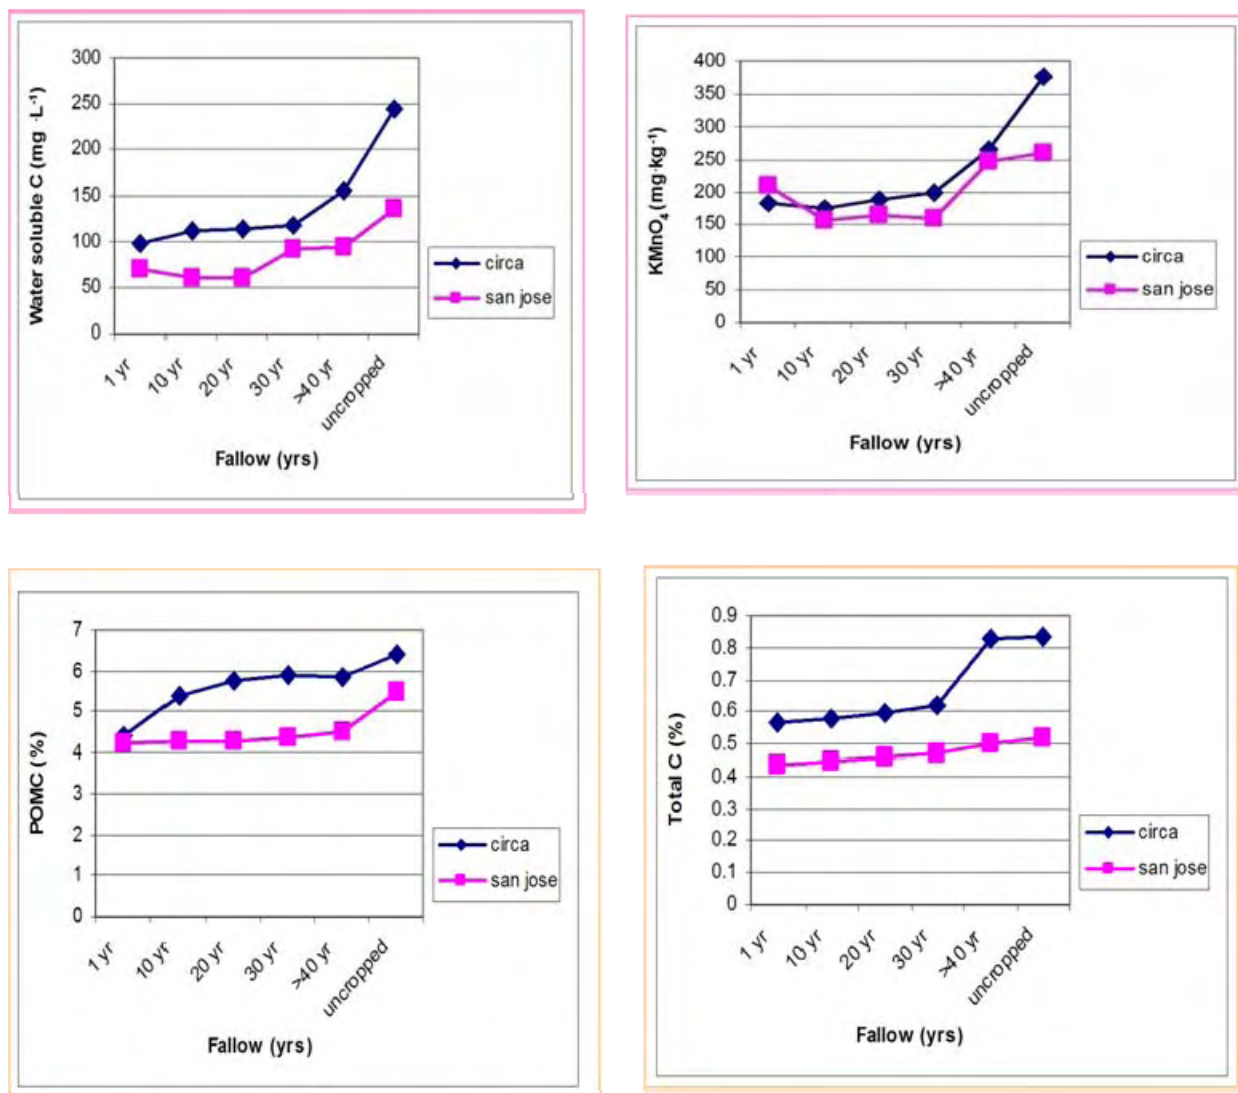 Water soluble C (mg ·L⁻¹)
300
250
200
150
100
50
0
1 yr
10 yr
20 yr
30 yr
>40 yr
uncropped
Fallow (yrs)
circa
san jose
KMnO₄ (mg·kg⁻¹)
400
350
300
250
200
150
100
50
0
1 yr
10 yr
20 yr
30 yr
>40 yr
uncropped
Fallow (yrs)
circa
san jose
POMC (%)
7
6
5
4
3
2
1
0
1 yr
10 yr
20 yr
30 yr
>40 yr
uncropped
Fallow (yrs)
circa
san jose
Total C (%)
0.9
0.8
0.7
0.6
0.5
0.4
0.3
0.2
0.1
0
1 yr
10 yr
20 yr
30 yr
>40 yr
uncropped
Fallow (yrs)
circa
san jose